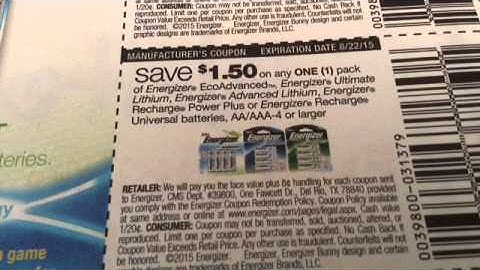 1/20¢. CONSUMER: Coupon may not be transferred, sold, auctioned, altered, or
reproduced. Limit one coupon per purchase as specified. No Cash Back. If
Coupon Value Exceeds Retail Price. Any other use is fraudulent. Counterfeits will not
be honored. ©2015 Energizer. Energizer, Energizer Bunny design and certain
graphic designs are trademarks of Energizer Brands, LLC.
MANUFACTURER'S COUPON EXPIRATION DATE 8/22/15
save $1.50 on any ONE (1) pack
of Energizer® EcoAdvanced™, Energizer® Ultimate
Lithium, Energizer® Advanced Lithium, Energizer®
Recharge® Power Plus or Energizer® Recharge®
Universal batteries, AA/AAA-4 or larger
Energizer
RETAILER: We will pay you the face value plus 8¢ handling for each coupon sent
to Energizer, CMS Dept. #39800, One Fawcett Dr., Del Rio, TX 78840 provided
you comply with the Energizer Coupon Redemption Policy. Coupon Policy available
at same address or online at www.energizer.com/pages/legal.aspx. Cash value
1/20¢. CONSUMER: Coupon may not be transferred, sold, auctioned, altered, or
reproduced. Limit one coupon per purchase as specified. No Cash Back. If
Coupon Value Exceeds Retail Price. Any other use is fraudulent. Counterfeits will not
be honored. ©2015 Energizer. Energizer, Energizer Bunny design and certain
graphic designs are trademarks of Energizer Brands, LLC.
0039800-031379
0039
teries.
n game